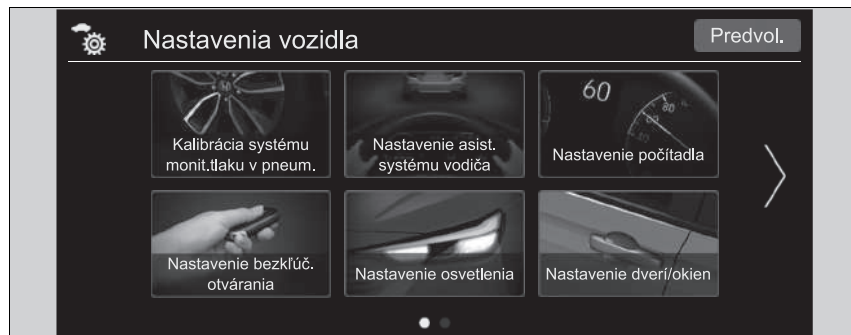 Nastavenia vozidla
Predvol.
Kalibrácia systému
monit.tlaku v pneum.
Nastavenie asist.
systému vodiča
60
Nastavenie počítadla
Nastavenie bezkľúč.
otvárania
Nastavenie osvetlenia
Nastavenie dverí/okien